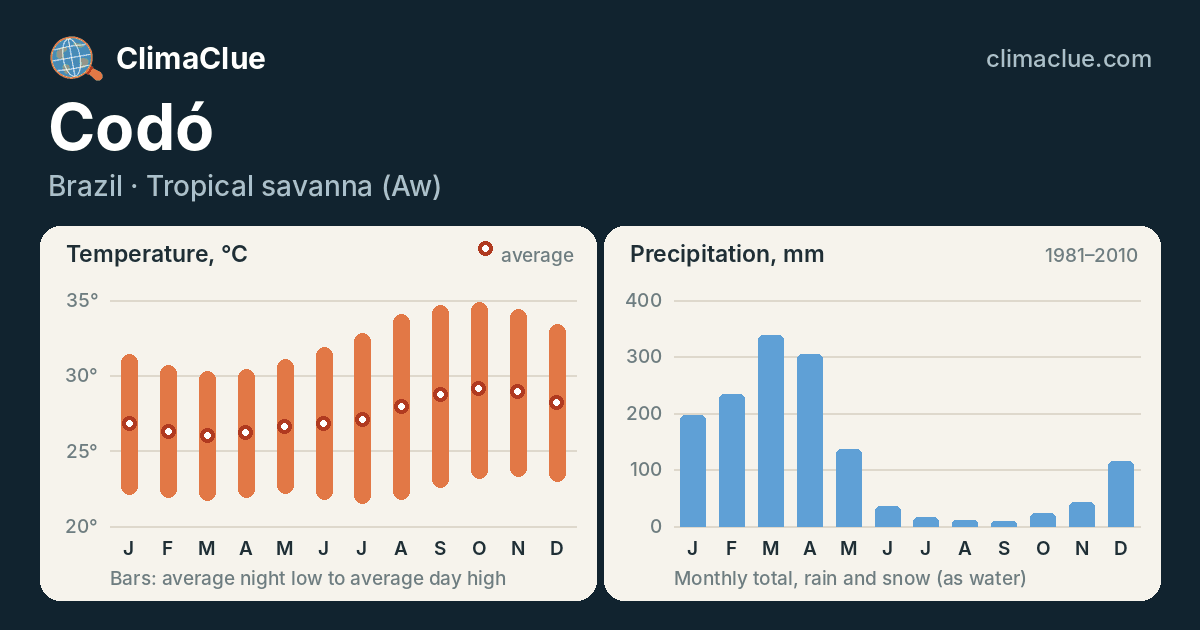 ClimaClue
climaclue.com
Codó
Brazil · Tropical savanna (Aw)
Temperature, °C
average
35°
30°
25°
20°
J F M A M J J A S O N D
Bars: average night low to average day high
Precipitation, mm
1981–2010
400
300
200
100
0
J F M A M J J A S O N D
Monthly total, rain and snow (as water)